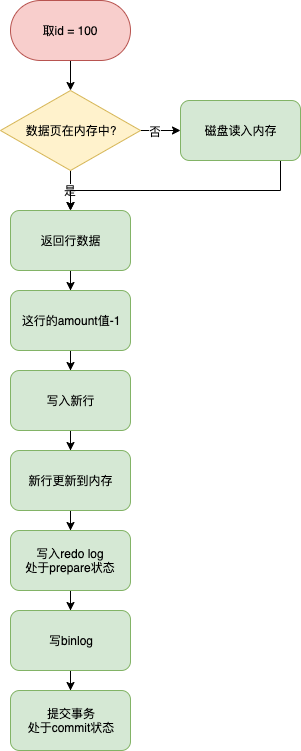 取id = 100
数据页在内存中?
否
磁盘读入内存
是
返回行数据
这行的amount值-1
写入新行
新行更新到内存
写入redo log
处于prepare状态
写binlog
提交事务
处于commit状态